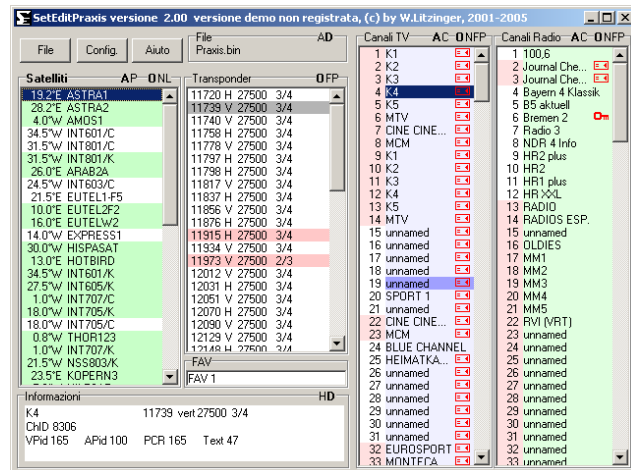 SetEditPraxis versione 2.00 versione demo non registrata, (c) by W.Litzinger, 2001-2005
File Config. Aiuto
File AD
Praxis.bin
Satelliti AP ONL
19.2°E ASTRA1
28.2°E ASTRA2
4.0°W AMOS1
34.5°W INT601/C
31.5°W INT801/C
31.5°W INT801/K
26.0°E ARAB2A
24.5°W INT603/C
21.5°E EUTEL1-F5
10.0°E EUTEL2F2
16.0°E EUTELW2
14.0°W EXPRESS1
30.0°W HISPASAT
13.0°E HOTBIRD
34.5°W INT601/K
27.5°W INT605/K
1.0°W INT707/C
18.0°W INT705/K
18.0°W INT705/C
0.8°W THOR123
1.0°W INT707/K
21.5°W NSS803/K
23.5°E KOPERN3
Transponder OFP
11720 H 27500 3/4
11739 V 27500 3/4
11740 V 27500 3/4
11758 H 27500 3/4
11778 V 27500 3/4
11797 H 27500 3/4
11798 H 27500 3/4
11817 V 27500 3/4
11837 H 27500 3/4
11856 V 27500 3/4
11876 H 27500 3/4
11915 H 27500 3/4
11934 V 27500 3/4
11973 V 27500 2/3
12012 V 27500 3/4
12031 H 27500 3/4
12051 V 27500 3/4
12070 H 27500 3/4
12090 V 27500 3/4
12129 V 27500 3/4
12148 H 27500 3/4
FAV
FAV 1
Informazioni HD
K4 11739 vert 27500 3/4
ChID 8306
VPid 165 APid 100 PCR 165 Text 47
Canali TV AC ONFP
1 K1
2 K2
3 K3
4 K4
5 K5
6 MTV
7 CINE CINE...
8 MCM
9 K1
10 K2
11 K3
12 K4
13 K5
14 MTV
15 unnamed
16 unnamed
17 unnamed
18 unnamed
19 unnamed
20 SPORT 1
21 unnamed
22 CINE CINE...
23 MCM
24 BLUE CHANNEL
25 HEIMATKA...
26 unnamed
27 unnamed
28 unnamed
29 unnamed
30 unnamed
31 unnamed
32 EUROSPORT
33 MONTECA
Canali Radio AC ONFP
1 100,6
2 Journal Che...
3 Journal Che...
4 Bayern 4 Klassik
5 B5 aktuell
6 Bremen 2
7 Radio 3
8 NDR 4 Info
9 HR2 plus
10 HR2
11 HR1 plus
12 HR XXL
13 RADIO
14 RADIOS ESP.
15 unnamed
16 OLDIES
17 MM1
18 MM2
19 MM3
20 MM4
21 MM5
22 RVI (VRT)
23 unnamed
24 unnamed
25 unnamed
26 unnamed
27 unnamed
28 unnamed
29 unnamed
30 unnamed
31 unnamed
32 unnamed
33 unnamed